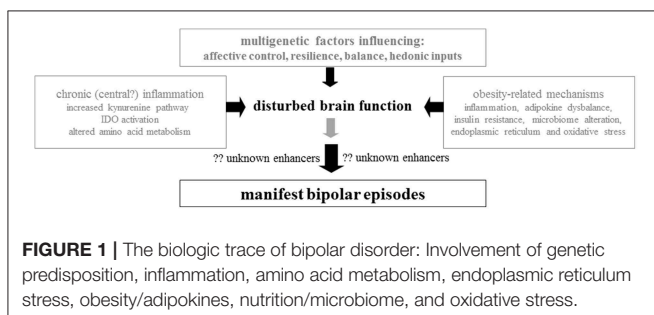 multigenetic factors influencing:
affective control, resilience, balance, hedonic inputs
chronic (central?) inflammation
increased kynurenine pathway
IDO activation
altered amino acid metabolism
disturbed brain function
obesity-related mechanisms
inflammation, adipokine dysbalance,
insulin resistance, microbiome alteration,
endoplasmic reticulum and oxidative stress
?? unknown enhancers
?? unknown enhancers
manifest bipolar episodes
FIGURE 1 | The biologic trace of bipolar disorder: Involvement of genetic
predisposition, inflammation, amino acid metabolism, endoplasmic reticulum
stress, obesity/adipokines, nutrition/microbiome, and oxidative stress.